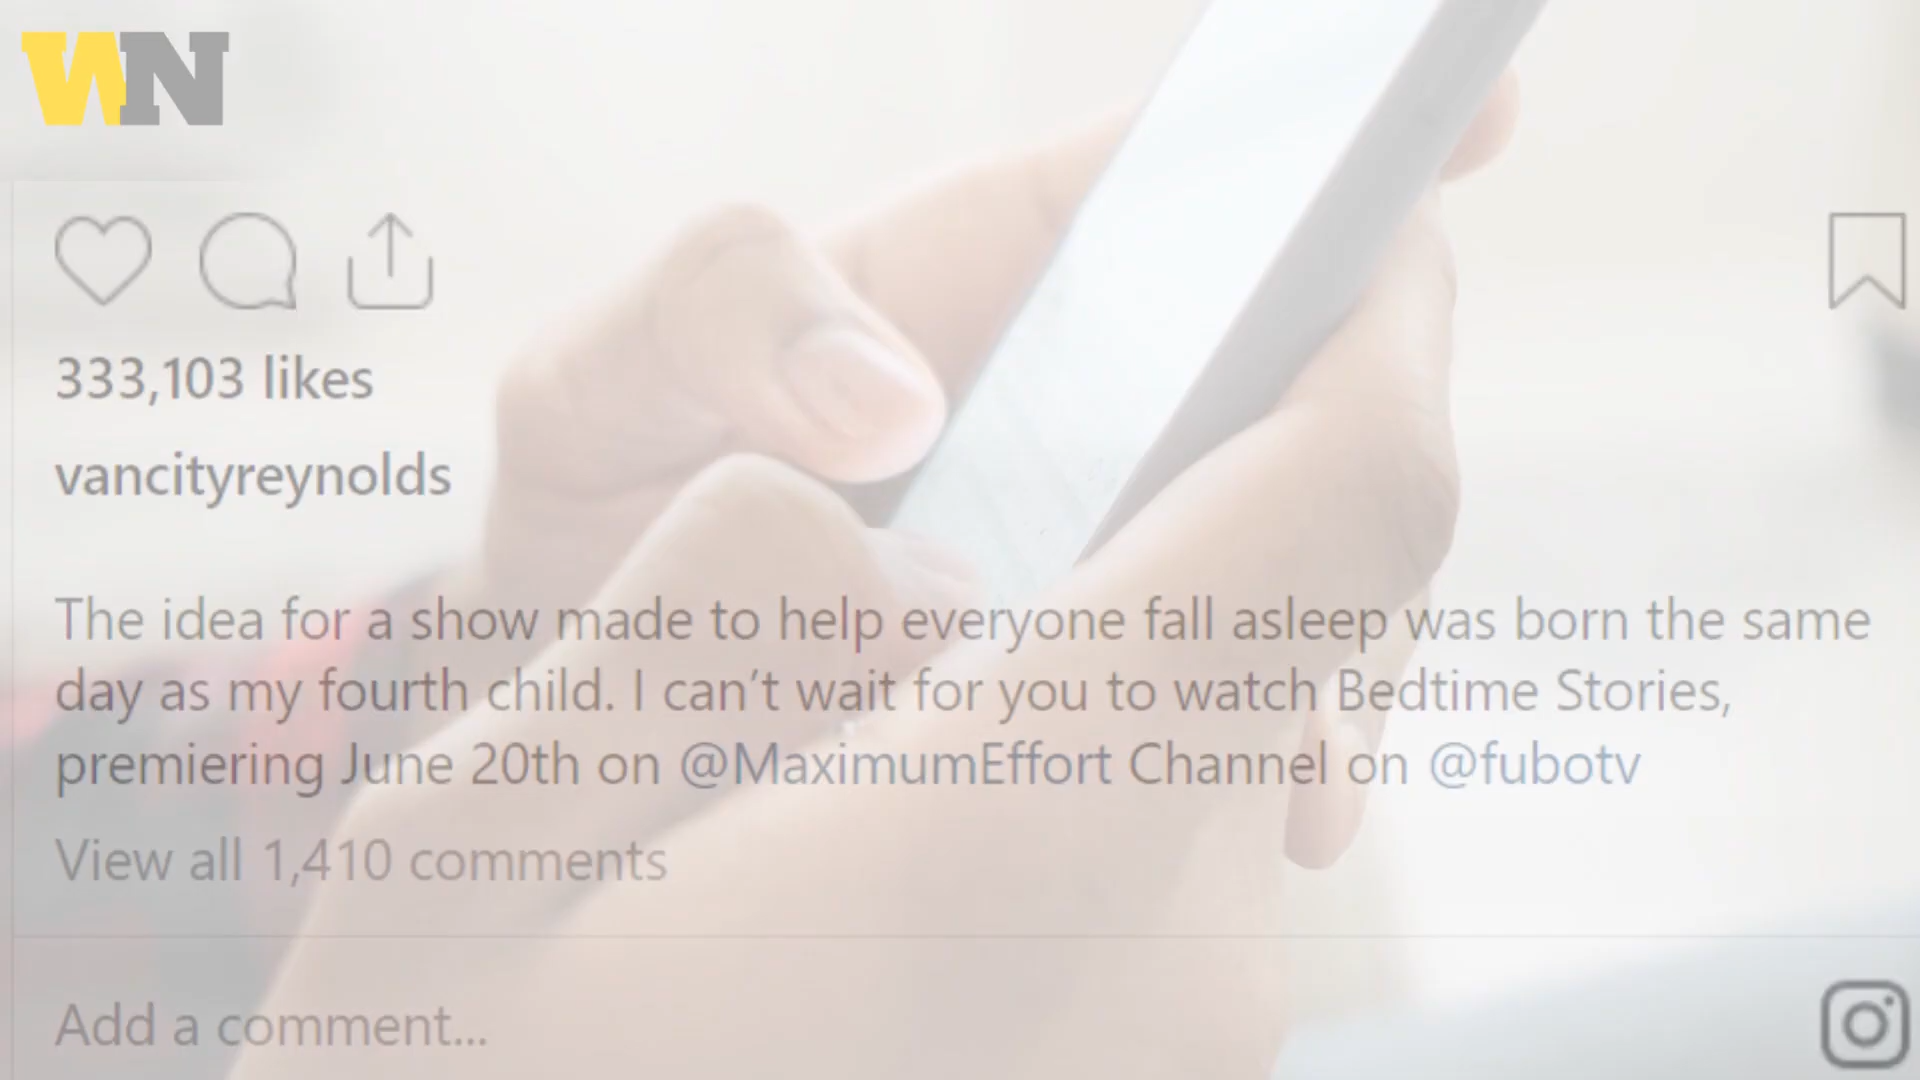 WN
333,103 likes
vancityreynolds
The idea for a show made to help everyone fall asleep was born the same
day as my fourth child. I can’t wait for you to watch Bedtime Stories,
premiering June 20th on @MaximumEffort Channel on @fubotv
View all 1,410 comments
Add a comment...